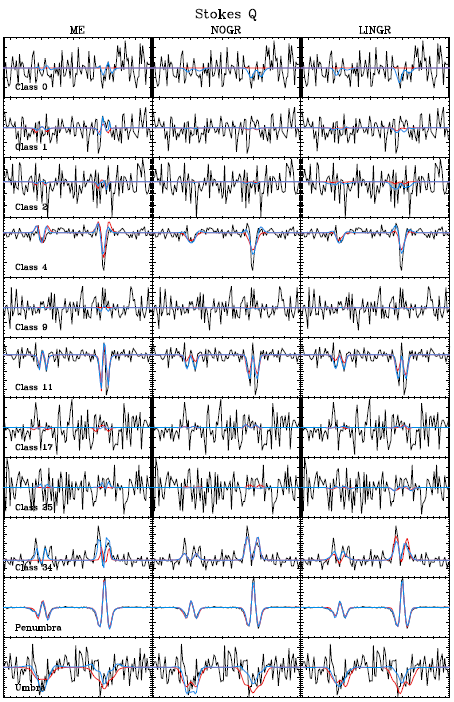 Stokes Q
ME NOGR LINGR
Class 0
Class 1
Class 2
Class 4
Class 9
Class 11
Class 17
Class 25
Class 34
Penumbra
Umbra